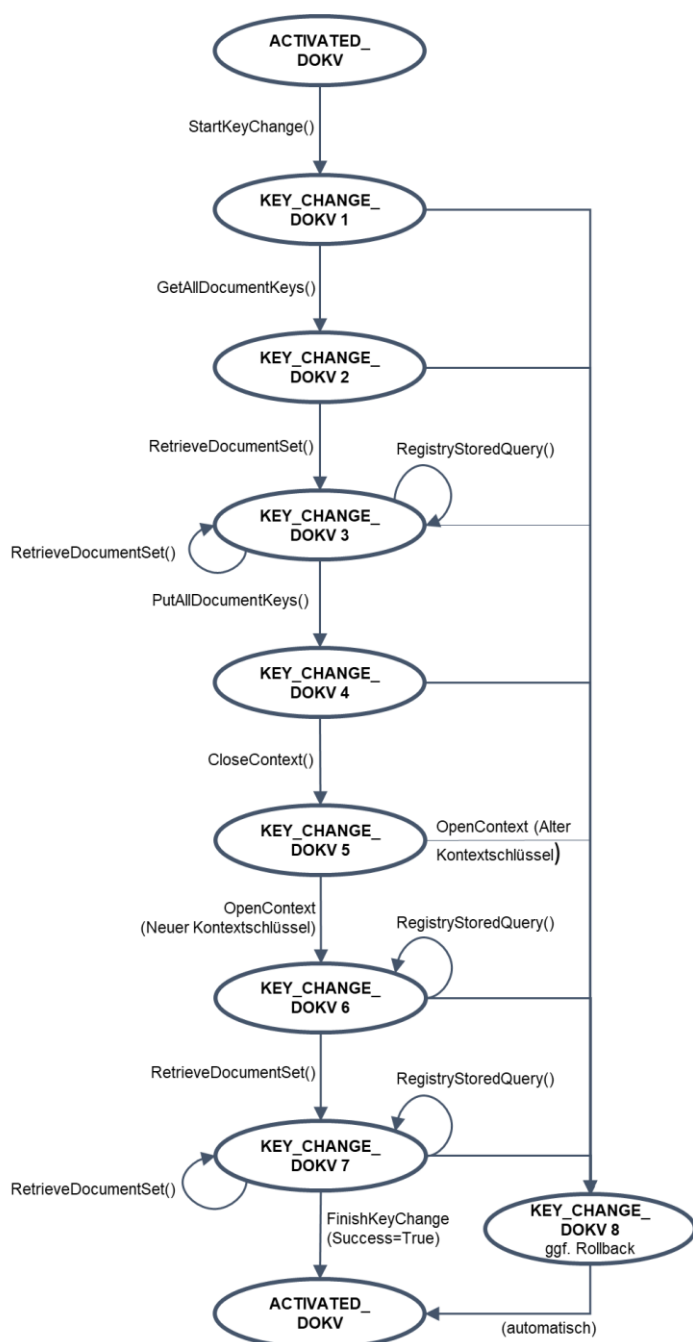 ACTIVATED_
DOKV
StartKeyChange()
KEY_CHANGE_
DOKV 1
GetAllDocumentKeys()
KEY_CHANGE_
DOKV 2
RetrieveDocumentSet()
RegistryStoredQuery()
KEY_CHANGE_
DOKV 3
RetrieveDocumentSet()
PutAllDocumentKeys()
KEY_CHANGE_
DOKV 4
CloseContext()
KEY_CHANGE_
DOKV 5
OpenContext (Alter
Kontextschlüssel)
OpenContext
(Neuer Kontextschlüssel)
RegistryStoredQuery()
KEY_CHANGE_
DOKV 6
RetrieveDocumentSet()
RegistryStoredQuery()
KEY_CHANGE_
DOKV 7
RetrieveDocumentSet()
FinishKeyChange
(Success=True)
KEY_CHANGE_
DOKV 8
ggf. Rollback
ACTIVATED_
DOKV
(automatisch)